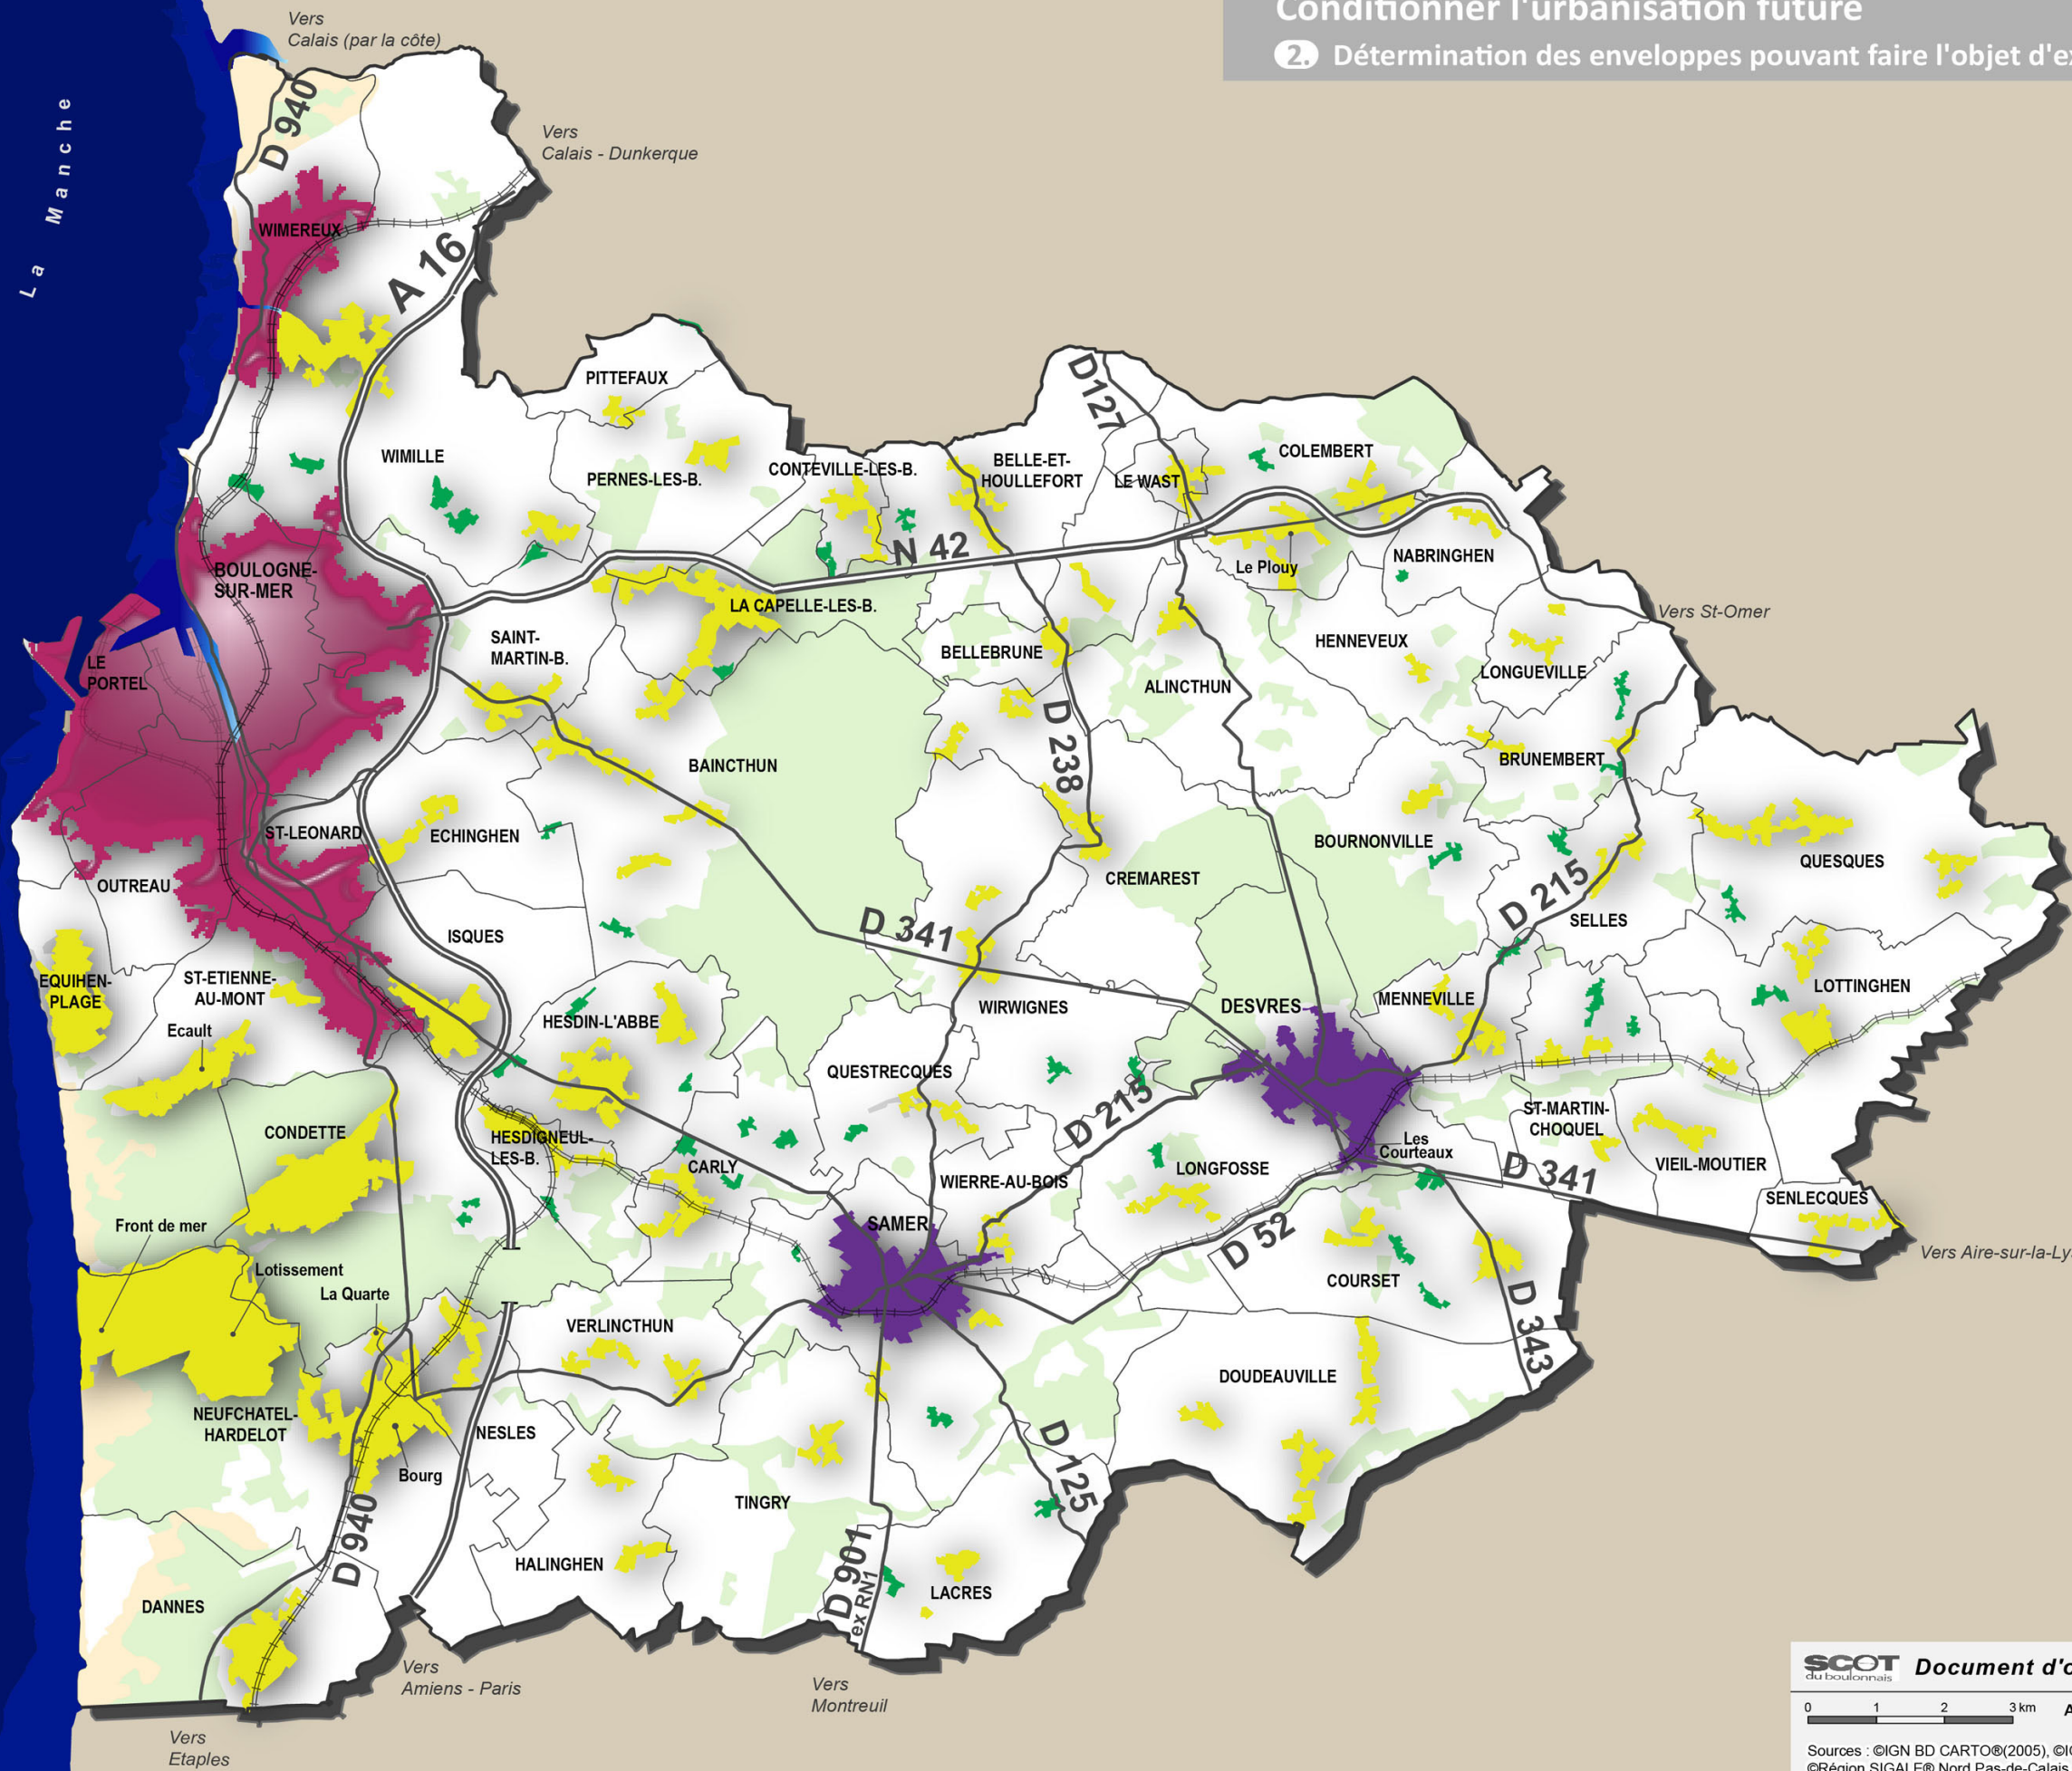 Conditionner l'urbanisation future
2. Détermination des enveloppes pouvant faire l'objet d'e
Vers
Calais (par la côte)
La Manche
D 940
Vers
Calais - Dunkerque
WIMEREUX
A 16
PITTEFAUX
D127
WIMILLE
PERNES-LES-B.
CONTEVILLE-LES-B.
BELLE-ET-
HOULLEFORT
LE WAST
COLEMBERT
N 42
NABRINGHEN
Le Plouy
BOULOGNE-
SUR-MER
LA CAPELLE-LES-B.
Vers St-Omer
SAINT-
MARTIN-B.
BELLEBRUNE
HENNEVEUX
LONGUEVILLE
LE
PORTEL
ALINCTHUN
D 238
BAINCTHUN
BRUNEMBERT
ST-LEONARD
ECHINGHEN
BOURNONVILLE
QUESQUES
OUTREAU
CREMAREST
D 215
SELLES
D 341
ISQUES
EQUIHEN-
PLAGE
ST-ETIENNE-
AU-MONT
LOTTINGHEN
Ecault
HESDIN-L'ABBE
WIRWIGNES
DESVRES
MENNEVILLE
QUESTRECQUES
D 215
CONDETTE
HESDIGNEUL-
LES-B.
CARLY
WIERRE-AU-BOIS
LONGFOSSE
Les
Courteaux
ST-MARTIN-
CHOQUEL
VIEIL-MOUTIER
D 341
SENLECQUES
Front de mer
SAMER
D 52
Vers Aire-sur-la-Ly
Lotissement
La Quarte
COURSET
VERLINCTHUN
D 343
DOUDEAUVILLE
NEUFCHATEL-
HARDELOT
NESLES
Bourg
D 125
TINGRY
D 940
HALINGHEN
D 901
ex RN1
LACRES
DANNES
Vers
Amiens - Paris
Vers
Montreuil
Vers
Etaples
SCOT
du boulonnais
Document d'o
0 1 2 3 km
A
Sources : ©IGN BD CARTO®(2005), ©I
©Région SIGALE® Nord Pas-de-Calais